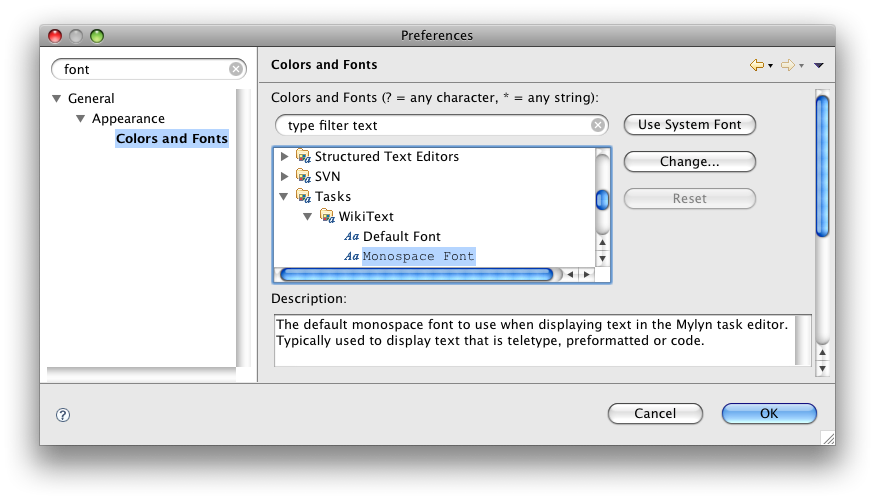 Preferences
font
General
Appearance
Colors and Fonts
Colors and Fonts
Colors and Fonts (? = any character, * = any string):
type filter text
Use System Font
Change...
Reset
Structured Text Editors
SVN
Tasks
WikiText
Aa Default Font
Aa Monospace Font
Description:
The default monospace font to use when displaying text in the Mylyn task editor.
Typically used to display text that is teletype, preformatted or code.
?
Cancel
OK